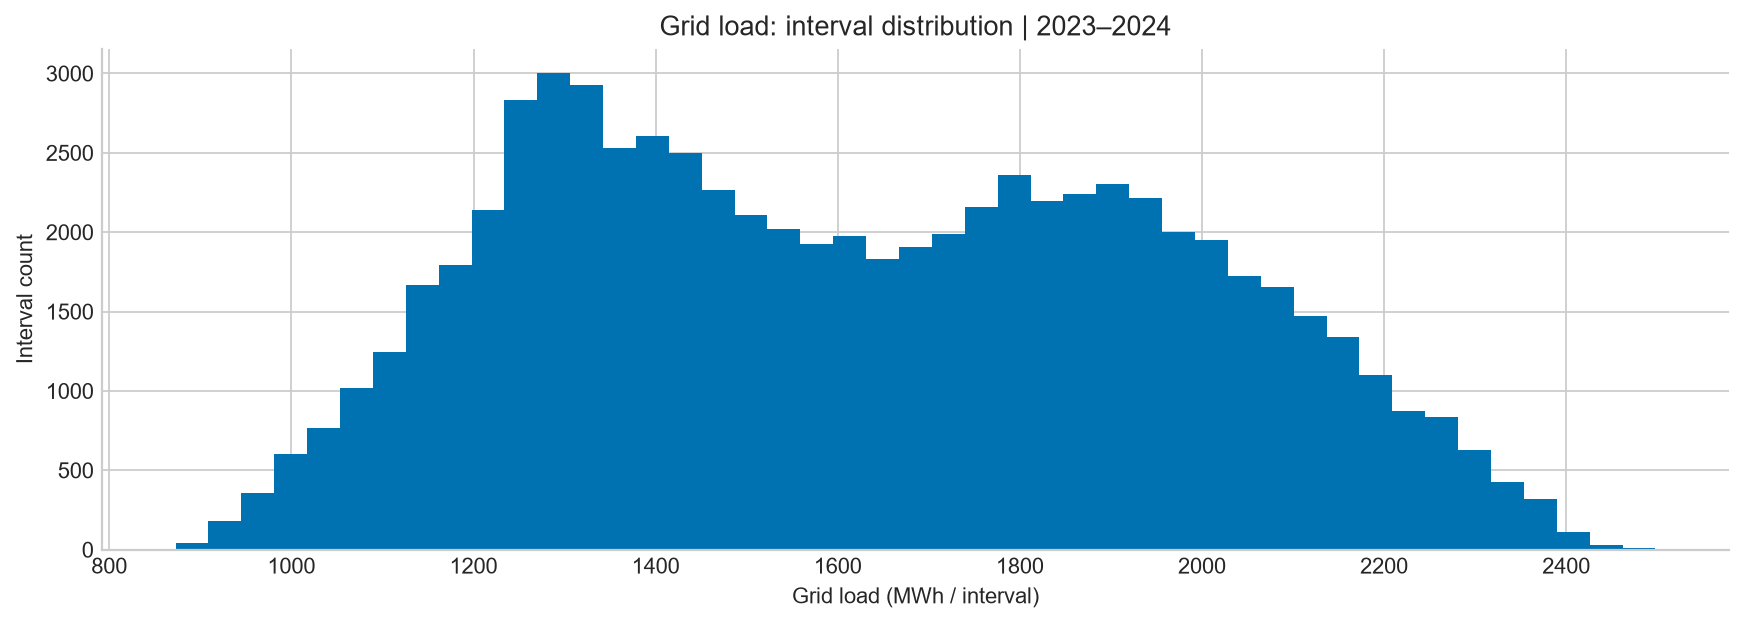 Grid load: interval distribution | 2023–2024
Interval count
3000
2500
2000
1500
1000
500
0
800 1000 1200 1400 1600 1800 2000 2200 2400
Grid load (MWh / interval)